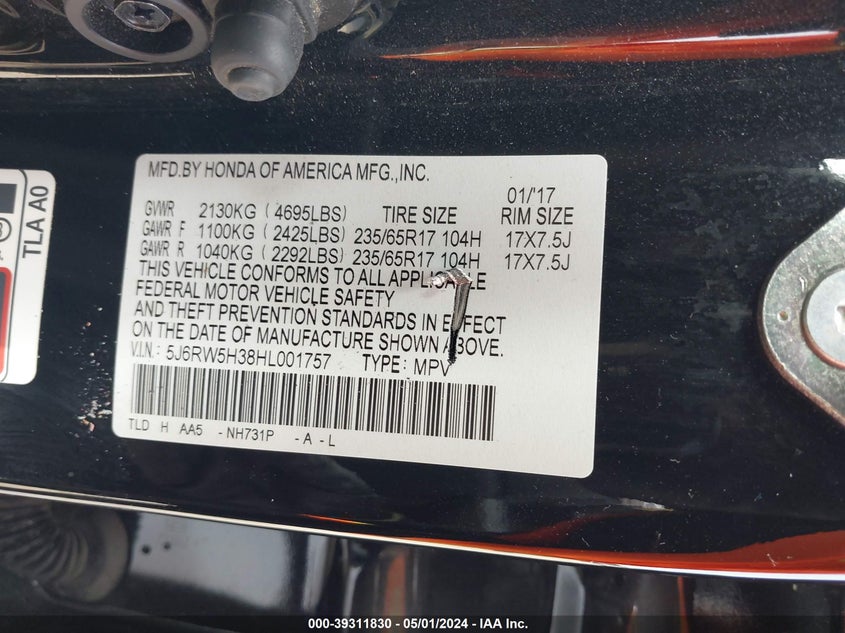 MFD.BY HONDA OF AMERICA MFG.,INC.
01/'17
GVWR 2130KG (4695LBS) TIRE SIZE RIM SIZE
GAWR F 1100KG (2425LBS) 235/65R17 104H 17X7.5J
GAWR R 1040KG (2292LBS) 235/65R17 104H 17X7.5J
THIS VEHICLE CONFORMS TO ALL APPLICABLE
FEDERAL MOTOR VEHICLE SAFETY
AND THEFT PREVENTION STANDARDS IN EFFECT
ON THE DATE OF MANUFACTURE SHOWN ABOVE.
V.I.N.: 5J6RW5H38HL001757 TYPE: MPV
TLD H AA5 - NH731P - A - L
TLA A0
000-39311830 - 05/01/2024 - IAA Inc.